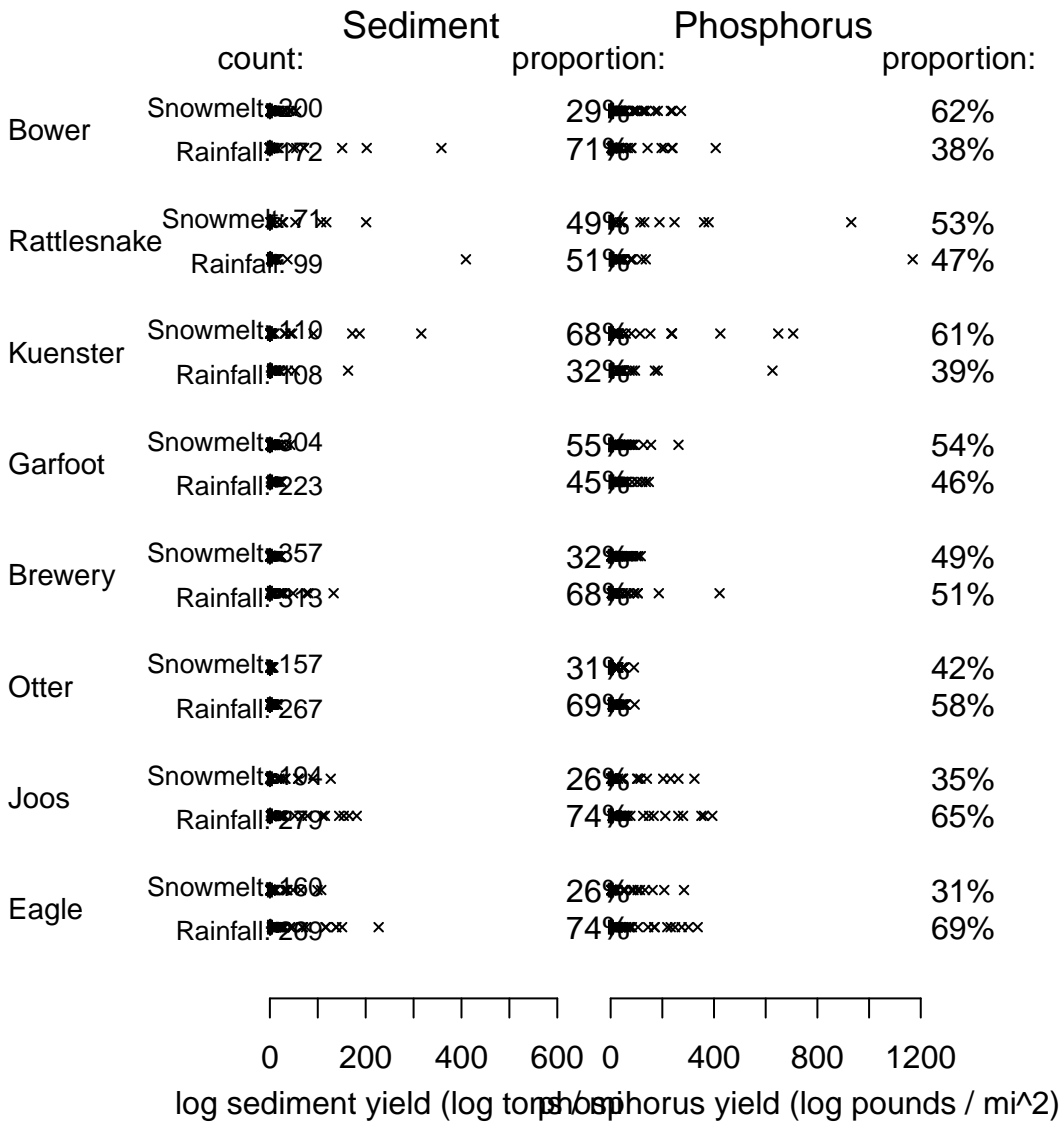 Sediment Phosphorus
count: proportion: proportion:
Bower
Snowmelt: 200 29% 62%
Rainfall: 172 71% 38%
Rattlesnake
Snowmelt: 71 49% 53%
Rainfall: 99 51% 47%
Kuenster
Snowmelt: 110 68% 61%
Rainfall: 108 32% 39%
Garfoot
Snowmelt: 304 55% 54%
Rainfall: 223 45% 46%
Brewery
Snowmelt: 357 32% 49%
Rainfall: 313 68% 51%
Otter
Snowmelt: 157 31% 42%
Rainfall: 267 69% 58%
Joos
Snowmelt: 194 26% 35%
Rainfall: 279 74% 65%
Eagle
Snowmelt: 160 26% 31%
Rainfall: 269 74% 69%
0 200 600 0 400 800 1200
log sediment yield (log tons / mi phosphorus yield (log pounds / mi^2)